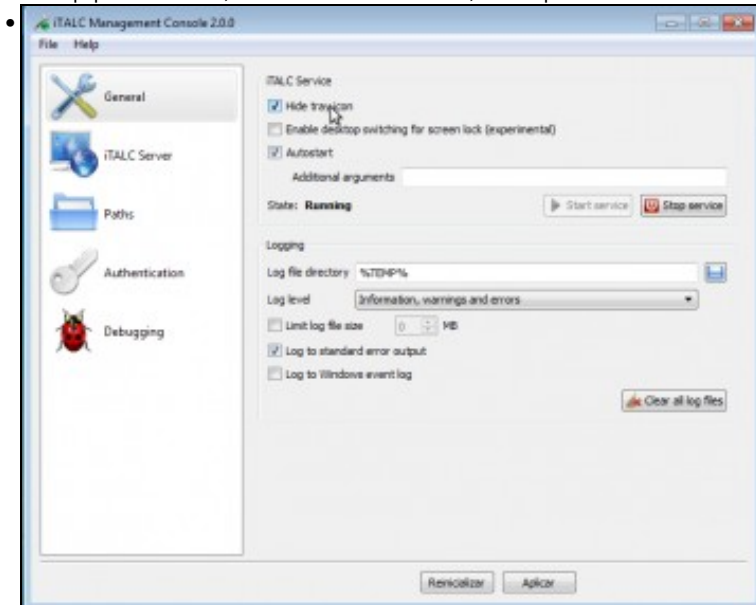 iTALC Management Console 2.0.0
File Help
General
iTALC Server
Paths
Authentication
Debugging
iTALC Service
Hide tray icon
Enable desktop switching for screen lock (experimental)
Autostart
Additional arguments
State: Running
Start service
Stop service
Logging
Log file directory %TEMP%
Log level Information, warnings and errors
Limit log file size 0 MB
Log to standard error output
Log to Windows event log
Clear all log files
Reinicializar Aplicar